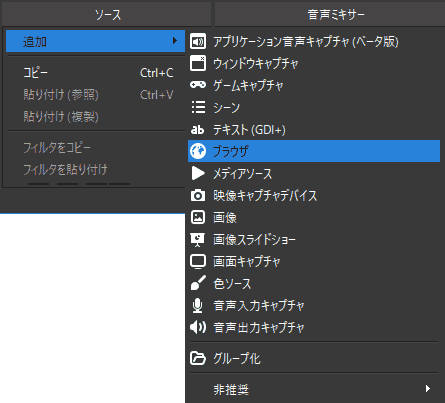 ソース
音声ミキサー
追加
コピー Ctrl+C
貼り付け (参照) Ctrl+V
貼り付け (複製)
フィルタをコピー
フィルタを貼り付け
アプリケーション音声キャプチャ (ベータ版)
ウィンドウキャプチャ
ゲームキャプチャ
シーン
ab テキスト (GDI+)
ブラウザ
メディアソース
映像キャプチャデバイス
画像
画像スライドショー
画面キャプチャ
色ソース
音声入力キャプチャ
音声出力キャプチャ
グループ化
非推奨